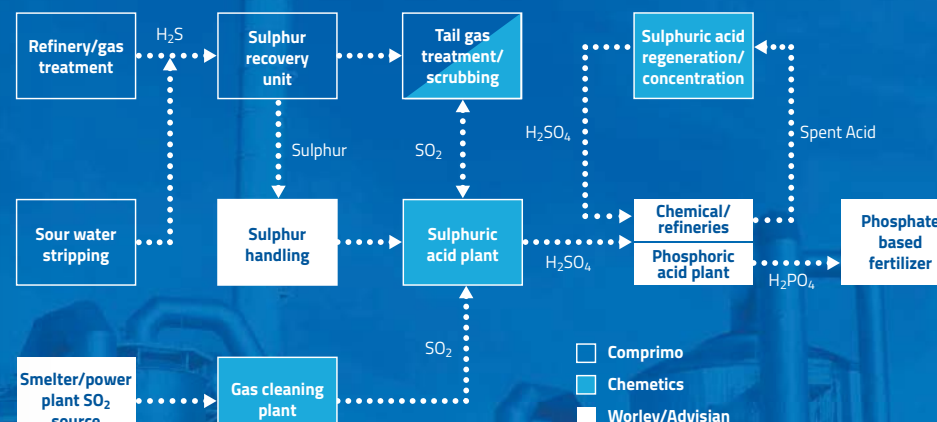 Refinery/gas
treatment
H₂S
Sulphur
recovery
unit
Tail gas
treatment/
scrubbing
Sulphuric acid
regeneration/
concentration
Sulphur
SO₂
H₂SO₄
Spent Acid
Sour water
stripping
Sulphur
handling
Sulphuric
acid plant
H₂SO₄
Chemical/
refineries
Phosphoric
acid plant
H₂PO₄
Phosphate
based
fertilizer
Smelter/power
plant SO₂
source
Gas cleaning
plant
SO₂
Comprimo
Chemetics
Worley/Advisian